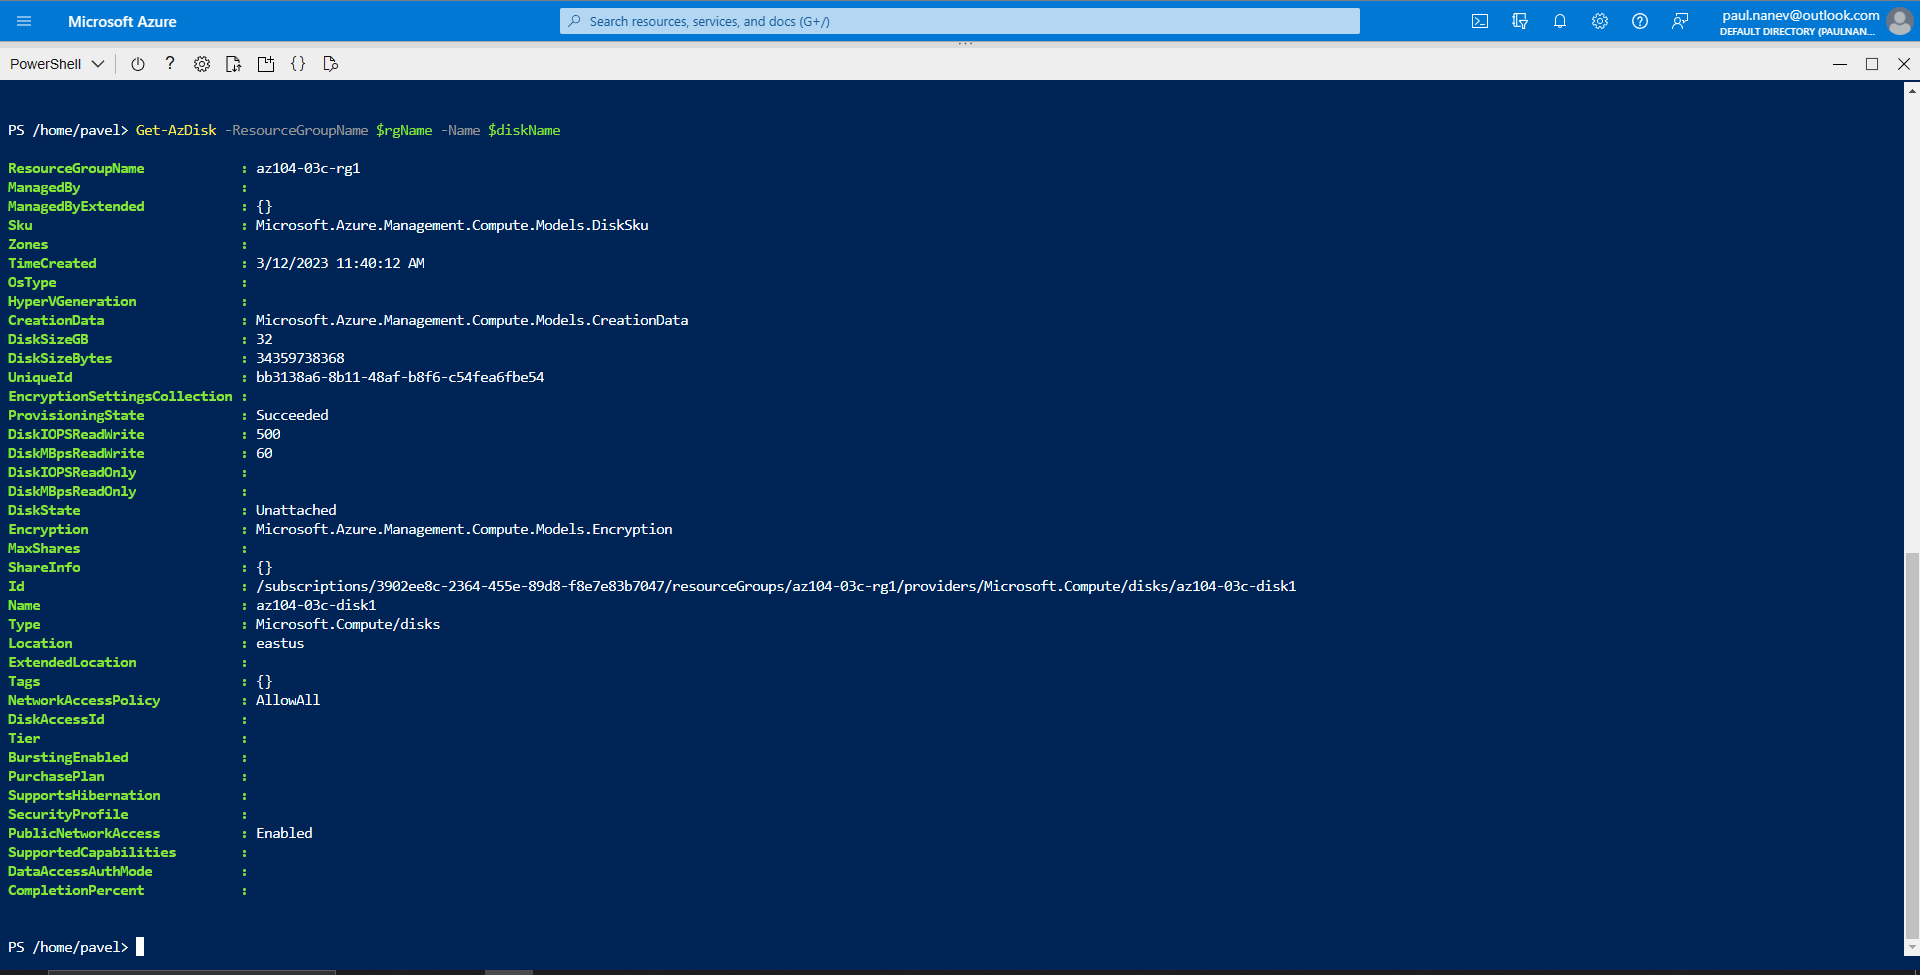 Microsoft Azure
Search resources, services, and docs (G+/)
paul.nanev@outlook.com
DEFAULT DIRECTORY (PAULNAN...
PowerShell
PS /home/pavel> Get-AzDisk -ResourceGroupName $rgName -Name $diskName
ResourceGroupName : az104-03c-rg1
ManagedBy :
ManagedByExtended : {}
Sku : Microsoft.Azure.Management.Compute.Models.DiskSku
Zones :
TimeCreated : 3/12/2023 11:40:12 AM
OsType :
HyperVGeneration :
CreationData : Microsoft.Azure.Management.Compute.Models.CreationData
DiskSizeGB : 32
DiskSizeBytes : 34359738368
UniqueId : bb3138a6-8b11-48af-b8f6-c54fea6fbe54
EncryptionSettingsCollection :
ProvisioningState : Succeeded
DiskIOPSReadWrite : 500
DiskMBpsReadWrite : 60
DiskIOPSReadOnly :
DiskMBpsReadOnly :
DiskState : Unattached
Encryption : Microsoft.Azure.Management.Compute.Models.Encryption
MaxShares :
ShareInfo : {}
Id : /subscriptions/3902ee8c-2364-455e-89d8-f8e7e83b7047/resourceGroups/az104-03c-rg1/providers/Microsoft.Compute/disks/az104-03c-disk1
Name : az104-03c-disk1
Type : Microsoft.Compute/disks
Location : eastus
ExtendedLocation :
Tags : {}
NetworkAccessPolicy : AllowAll
DiskAccessId :
Tier :
BurstingEnabled :
PurchasePlan :
SupportsHibernation :
SecurityProfile :
PublicNetworkAccess : Enabled
SupportedCapabilities :
DataAccessAuthMode :
CompletionPercent :
PS /home/pavel>